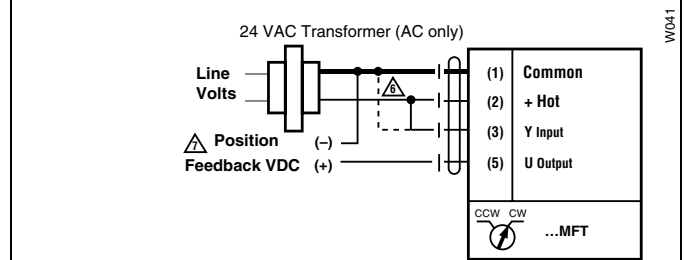 24 VAC Transformer (AC only)
W041
Line
Volts
6
(1) Common
(2) + Hot
(3) Y Input
7 Position (–)
Feedback VDC (+)
(5) U Output
CCW CW
...MFT